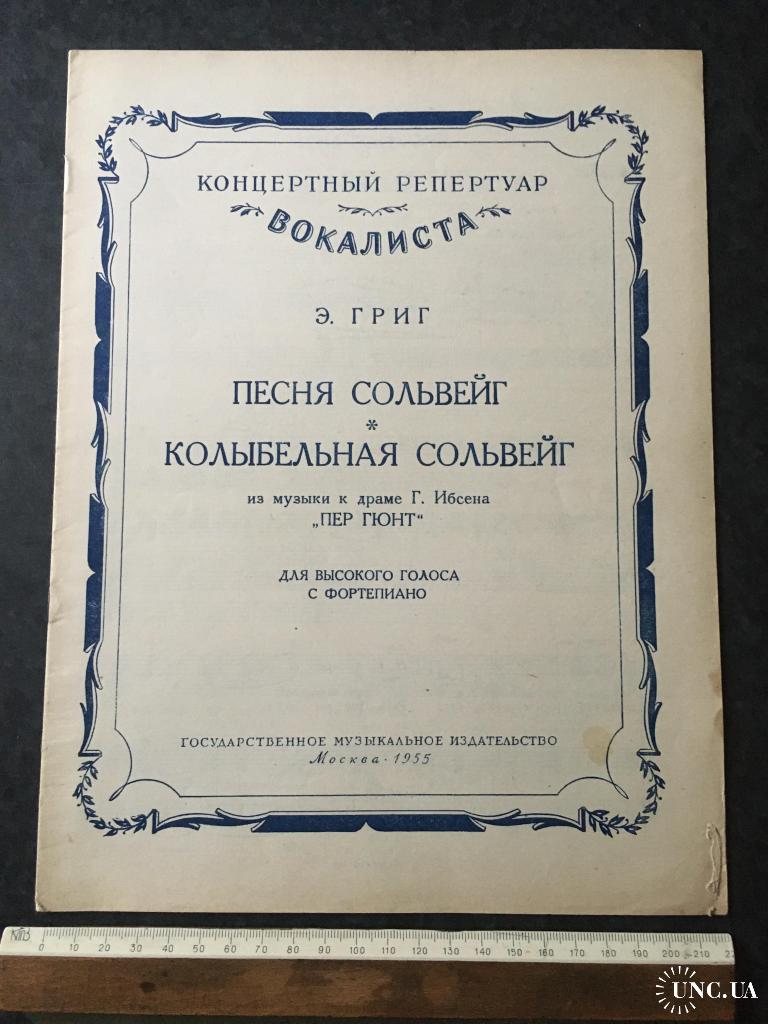 КОНЦЕРТНЫЙ РЕПЕРТУАР
ВОКАЛИСТА
Э. ГРИГ
ПЕСНЯ СОЛЬВЕЙГ
*
КОЛЫБЕЛЬНАЯ СОЛЬВЕЙГ
из музыки к драме Г. Ибсена
„ПЕР ГЮНТ“
ДЛЯ ВЫСОКОГО ГОЛОСА
С ФОРТЕПИАНО
ГОСУДАРСТВЕННОЕ МУЗЫКАЛЬНОЕ ИЗДАТЕЛЬСТВО
Москва · 1955
0 10 20 30 40 50 60 70 80 90 100 110 120 130 140 150 160 170 180 190 200 210
UNC.UA